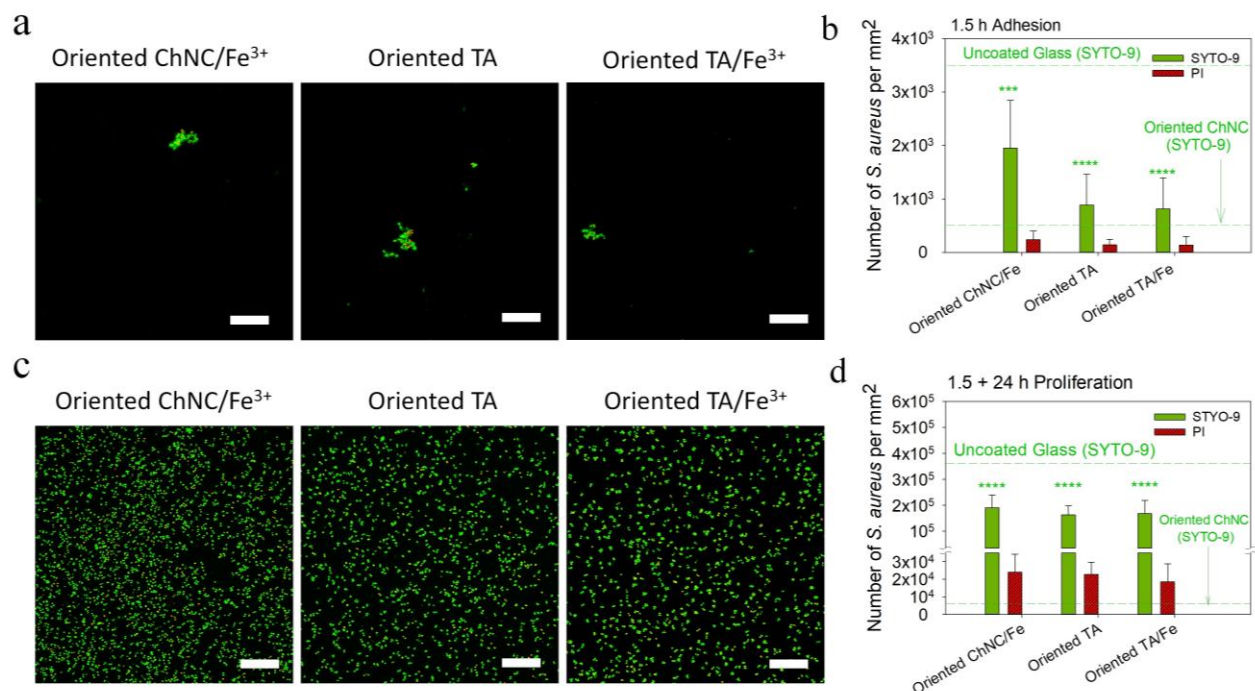 a
Oriented ChNC/Fe³⁺
Oriented TA
Oriented TA/Fe³⁺
b
1.5 h Adhesion
Number of S. aureus per mm²
4x10³
3x10³
2x10³
1x10³
0
Uncoated Glass (SYTO-9)
SYTO-9
PI
Oriented ChNC
(SYTO-9)
***
****
****
Oriented ChNC/Fe
Oriented TA
Oriented TA/Fe
c
Oriented ChNC/Fe³⁺
Oriented TA
Oriented TA/Fe³⁺
d
1.5 + 24 h Proliferation
Number of S. aureus per mm²
6x10⁵
5x10⁵
4x10⁵
3x10⁵
2x10⁵
10⁵
3x10⁴
2x10⁴
10⁴
0
STYO-9
PI
Uncoated Glass (SYTO-9)
****
****
****
Oriented ChNC
(SYTO-9)
Oriented ChNC/Fe
Oriented TA
Oriented TA/Fe